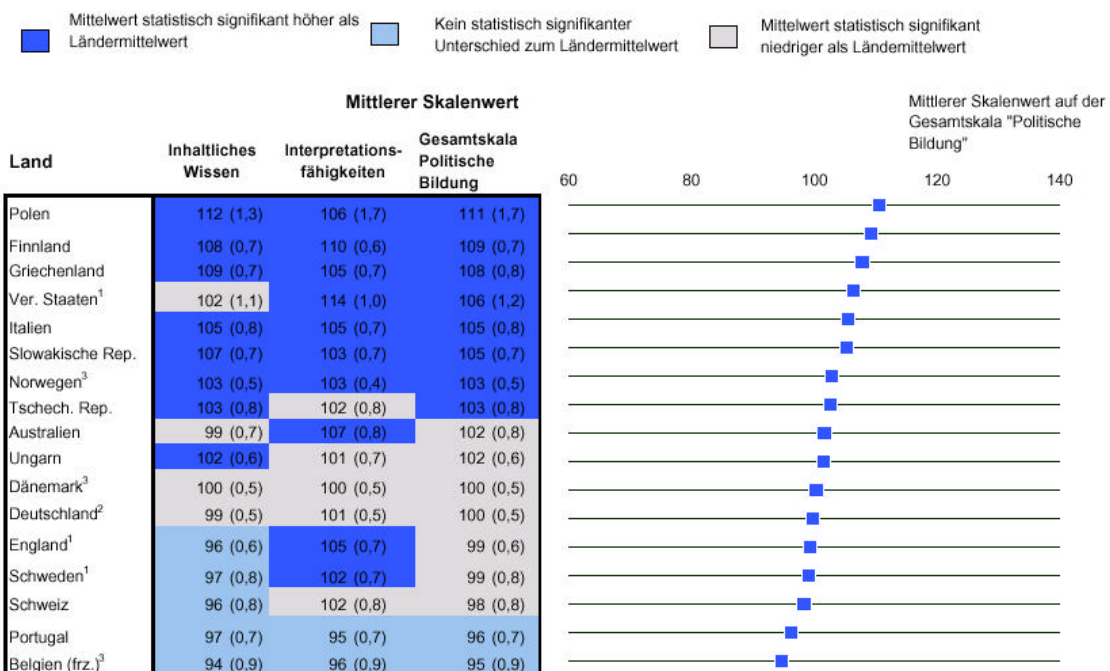 Mittelwert statistisch signifikant höher als
Ländermittelwert
Kein statistisch signifikanter
Unterschied zum Ländermittelwert
Mittelwert statistisch signifikant
niedriger als Ländemittelwert
Mittlerer Skalenwert
Mittlerer Skalenwert auf der
Gesamtskala "Politische
Bildung"
Land
Inhaltliches
Wissen
Interpretations-
fähigkeiten
Gesamtskala
Politische
Bildung
60 80 100 120 140
Polen 112 (1,3) 106 (1,7) 111 (1,7)
Finnland 108 (0,7) 110 (0,6) 109 (0,7)
Griechenland 109 (0,7) 105 (0,7) 108 (0,8)
Ver. Staaten¹ 102 (1,1) 114 (1,0) 106 (1,2)
Italien 105 (0,8) 105 (0,7) 105 (0,8)
Slowakische Rep. 107 (0,7) 103 (0,7) 105 (0,7)
Norwegen³ 103 (0,5) 103 (0,4) 103 (0,5)
Tschech. Rep. 103 (0,8) 102 (0,8) 103 (0,8)
Australien 99 (0,7) 107 (0,8) 102 (0,8)
Ungarn 102 (0,6) 101 (0,7) 102 (0,6)
Dänemark³ 100 (0,5) 100 (0,5) 100 (0,5)
Deutschland² 99 (0,5) 101 (0,5) 100 (0,5)
England¹ 96 (0,6) 105 (0,7) 99 (0,6)
Schweden¹ 97 (0,8) 102 (0,7) 99 (0,8)
Schweiz 96 (0,8) 102 (0,8) 98 (0,8)
Portugal 97 (0,7) 95 (0,7) 96 (0,7)
Belgien (frz.)³ 94 (0,9) 96 (0,9) 95 (0,9)